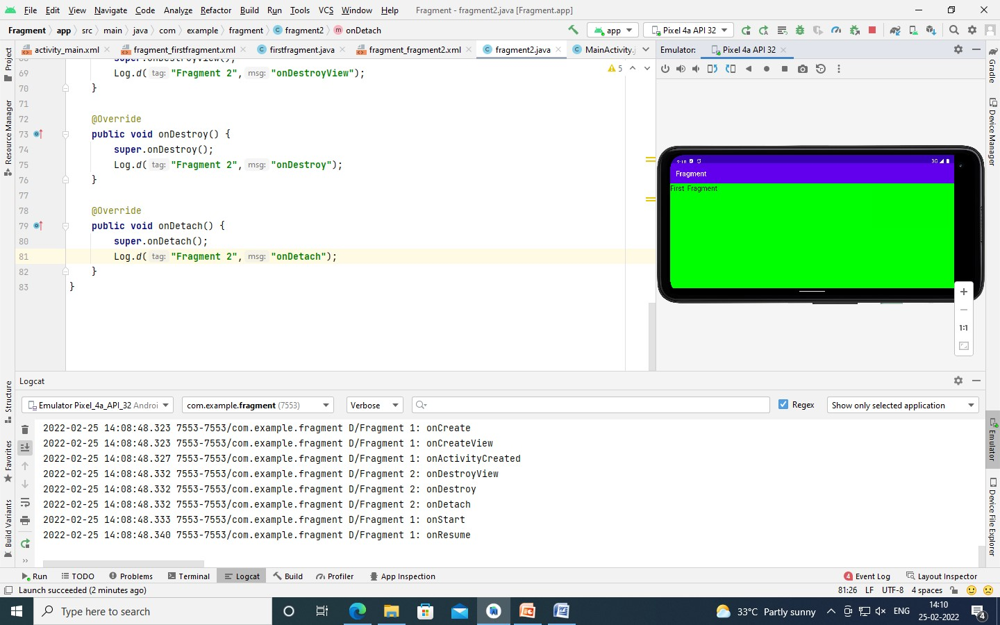 File Edit View Navigate Code Analyze Refactor Build Run Tools VCS Window Help Fragment - fragment2.java [Fragment.app]
Fragment app src main java com example fragment fragment2 onDetach
app Pixel 4a API 32
activity_main.xml fragment_firstfragment.xml firstfragment.java fragment_fragment2.xml fragment2.java MainActivity.j
Emulator: Pixel 4a API 32
Project
Resource Manager
Structure
Favorites
Build Variants
5
69 Log.d( tag: "Fragment 2", msg: "onDestroyView");
70 }
71
72 @Override
73 public void onDestroy() {
74 super.onDestroy();
75 Log.d( tag: "Fragment 2", msg: "onDestroy");
76 }
77
78 @Override
79 public void onDetach() {
80 super.onDetach();
81 Log.d( tag: "Fragment 2", msg: "onDetach");
82 }
83 }
3G
Fragment
First Fragment
1:1
Gradle
Device Manager
Emulator
Device File Explorer
Logcat
Emulator Pixel_4a_API_32 Androi com.example.fragment (7553) Verbose Regex Show only selected application
2022-02-25 14:08:48.323 7553-7553/com.example.fragment D/Fragment 1: onCreate
2022-02-25 14:08:48.323 7553-7553/com.example.fragment D/Fragment 1: onCreateView
2022-02-25 14:08:48.327 7553-7553/com.example.fragment D/Fragment 1: onActivityCreated
2022-02-25 14:08:48.332 7553-7553/com.example.fragment D/Fragment 2: onDestroyView
2022-02-25 14:08:48.332 7553-7553/com.example.fragment D/Fragment 2: onDestroy
2022-02-25 14:08:48.332 7553-7553/com.example.fragment D/Fragment 2: onDetach
2022-02-25 14:08:48.333 7553-7553/com.example.fragment D/Fragment 1: onStart
2022-02-25 14:08:48.340 7553-7553/com.example.fragment D/Fragment 1: onResume
Run TODO Problems Terminal Logcat Build Profiler App Inspection 4 Event Log Layout Inspector
Launch succeeded (2 minutes ago) 81:26 LF UTF-8 4 spaces
Type here to search 33°C Partly sunny ENG 14:10
25-02-2022 4